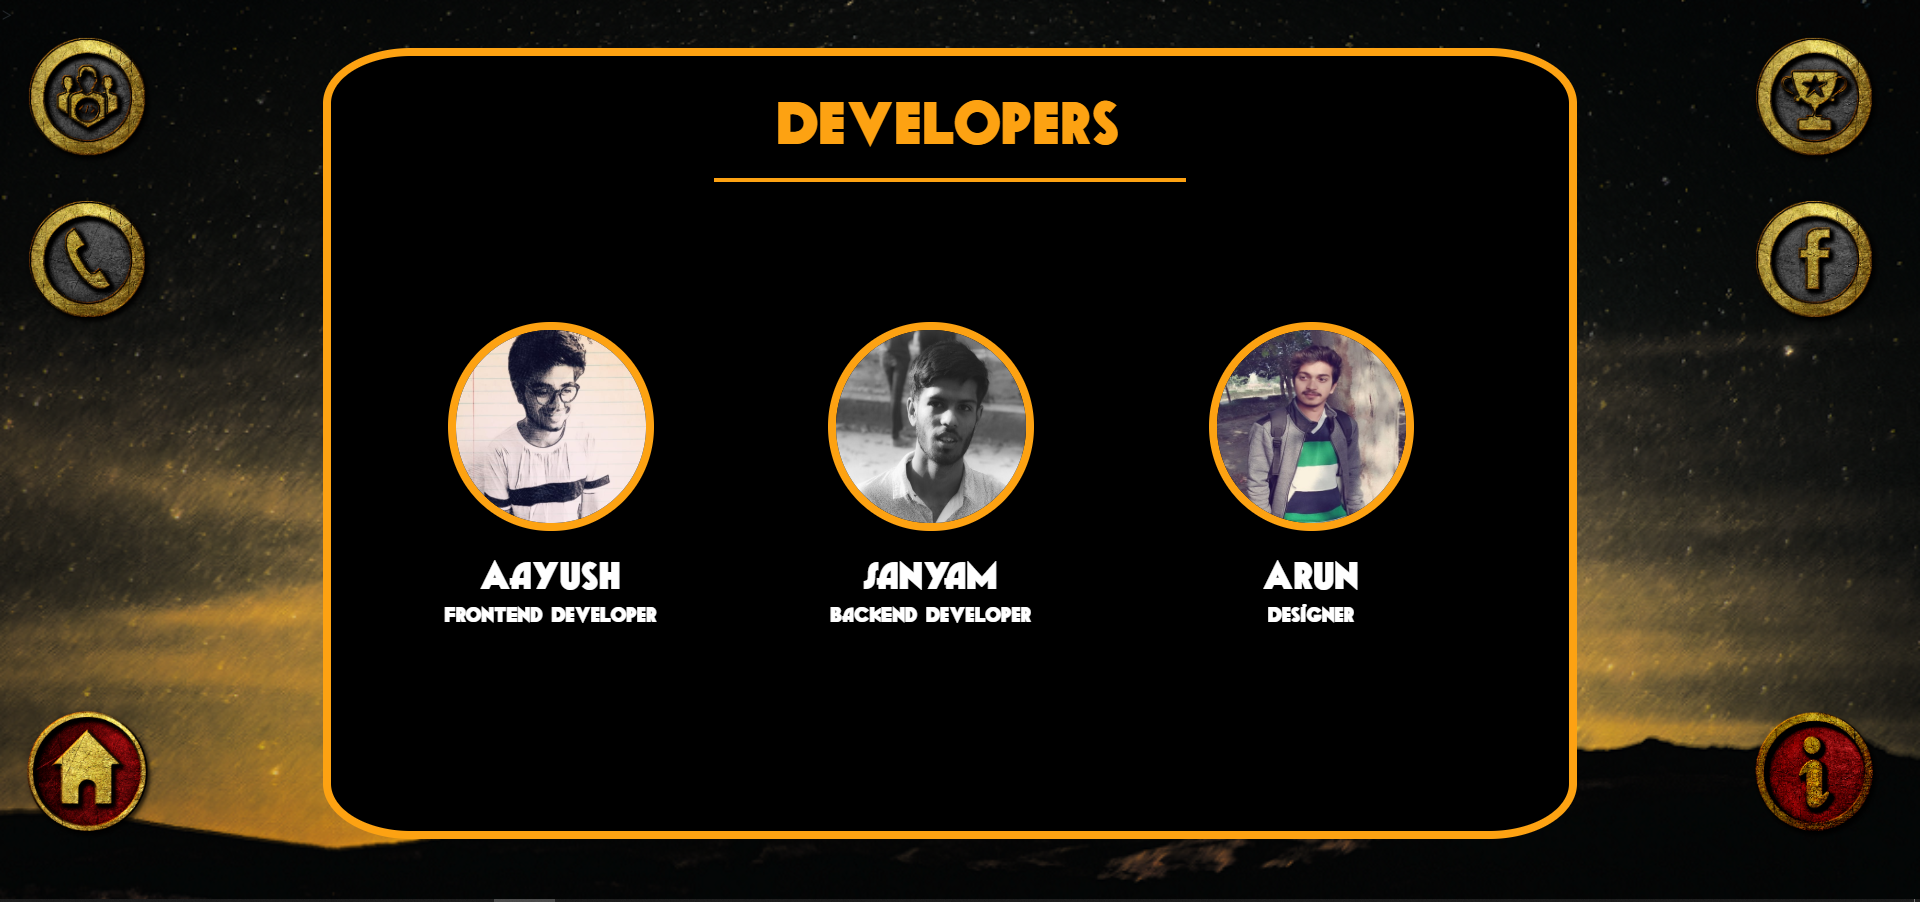 DEVELOPERS
AAYUSH
FRONTEND DEVELOPER
SANYAM
BACKEND DEVELOPER
ARUN
DESIGNER